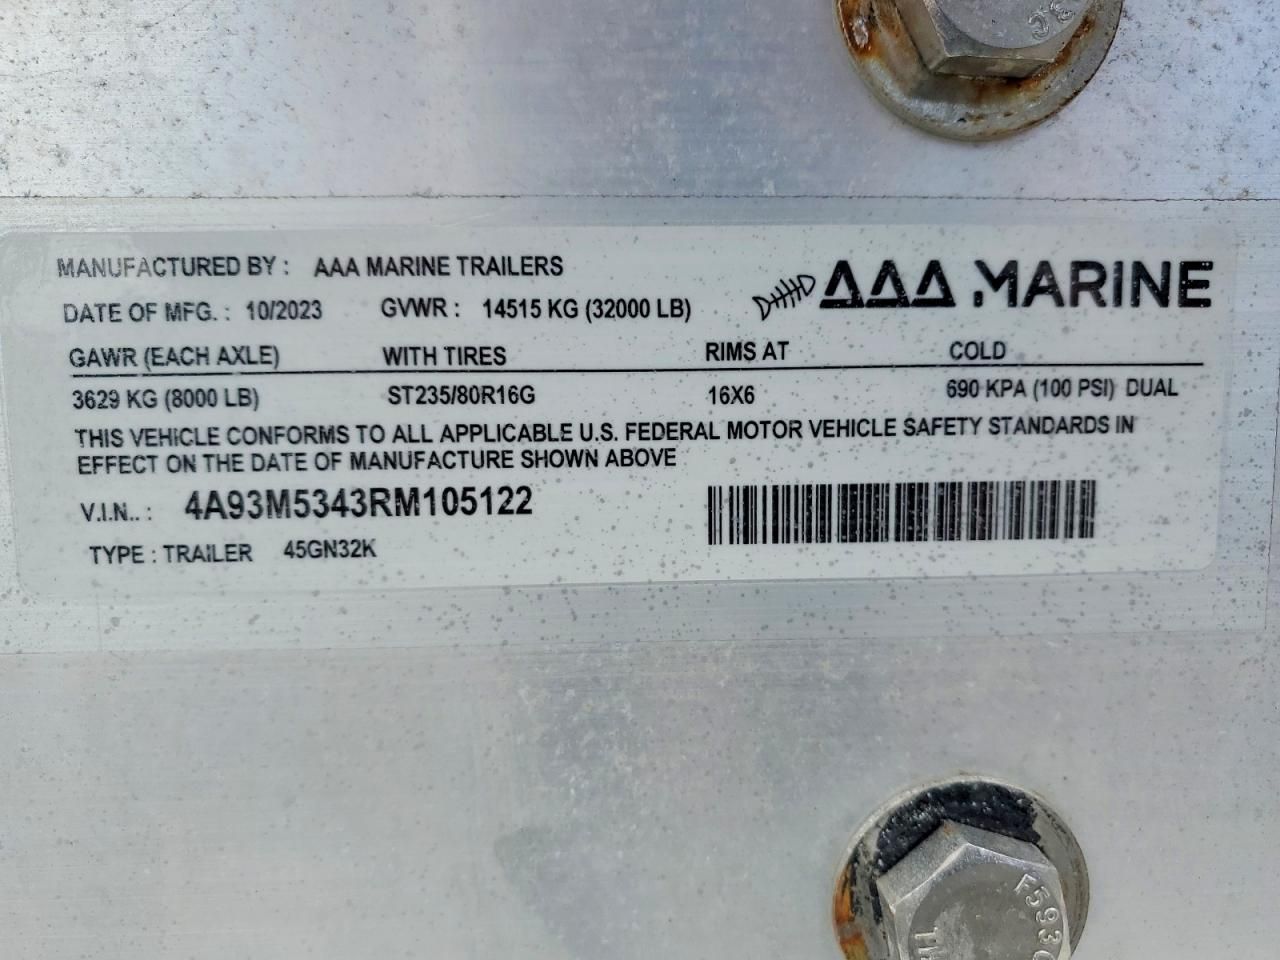 MANUFACTURED BY : AAA MARINE TRAILERS
DATE OF MFG. : 10/2023 GVWR : 14515 KG (32000 LB)
AAA MARINE
GAWR (EACH AXLE) WITH TIRES RIMS AT COLD
3629 KG (8000 LB) ST235/80R16G 16X6 690 KPA (100 PSI) DUAL
THIS VEHICLE CONFORMS TO ALL APPLICABLE U.S. FEDERAL MOTOR VEHICLE SAFETY STANDARDS IN
EFFECT ON THE DATE OF MANUFACTURE SHOWN ABOVE
V.I.N.. : 4A93M5343RM105122
TYPE : TRAILER 45GN32K